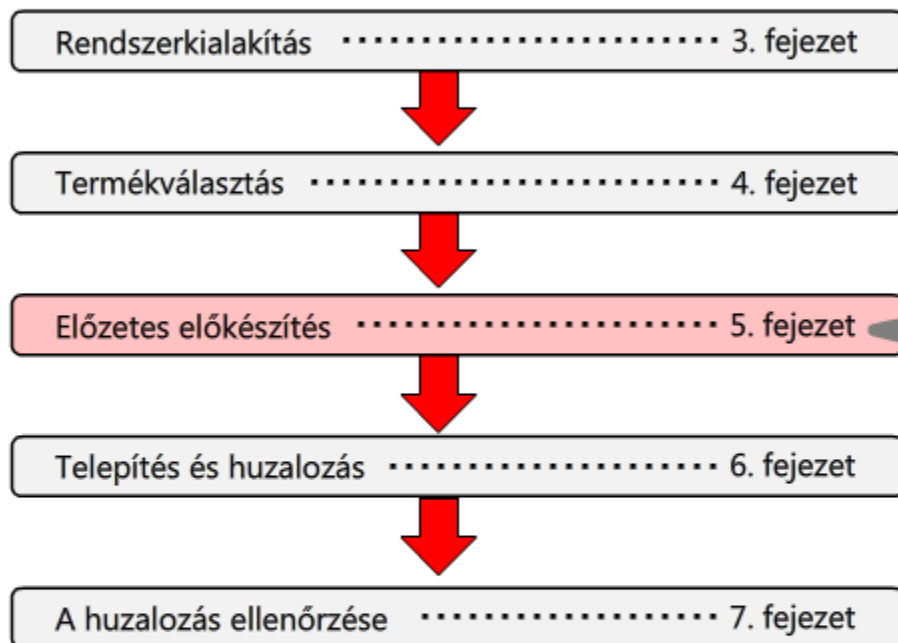 Rendszerkialakítás ························ 3. fejezet
Termékválasztás ·························· 4. fejezet
Előzetes előkészítés ······················· 5. fejezet
Telepítés és huzalozás ····················· 6. fejezet
A huzalozás ellenőrzése ··················· 7. fejezet